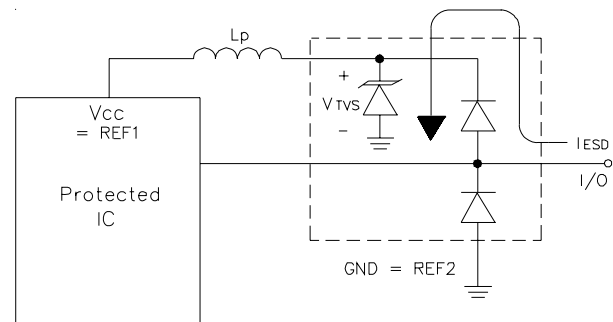 Lp
+
VTVS
-
VCC
= REF1
Protected
IC
IESD
I/O
GND = REF2